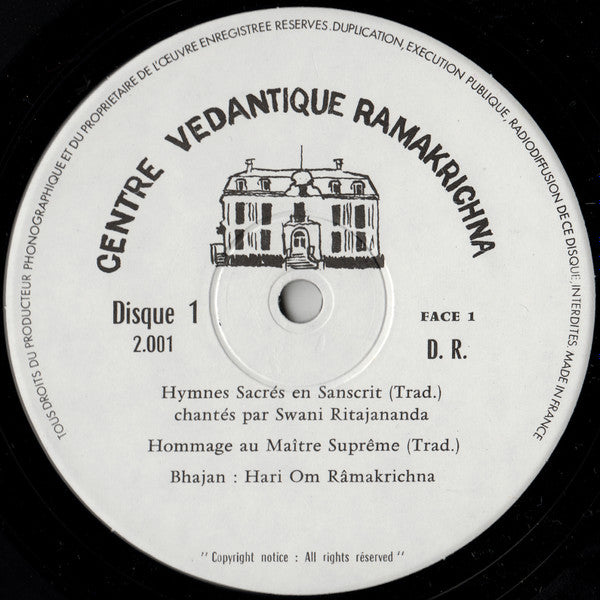 TOUS DROITS DU PRODUCTEUR PHONOGRAPHIQUE ET DU PROPRIETAIRE DE L'ŒUVRE ENREGISTREE RESERVES. DUPLICATION, EXECUTION PUBLIQUE, RADIODIFFUSION DE CE DISQUE, INTERDITES. MADE IN FRANCE
CENTRE VEDANTIQUE RAMAKRICHNA
Disque 1
2.001
FACE 1
D. R.
Hymnes Sacrés en Sanscrit (Trad.)
chantés par Swani Ritajananda
Hommage au Maître Suprême (Trad.)
Bhajan : Hari Om Râmakrichna
" Copyright notice : All rights réserved "